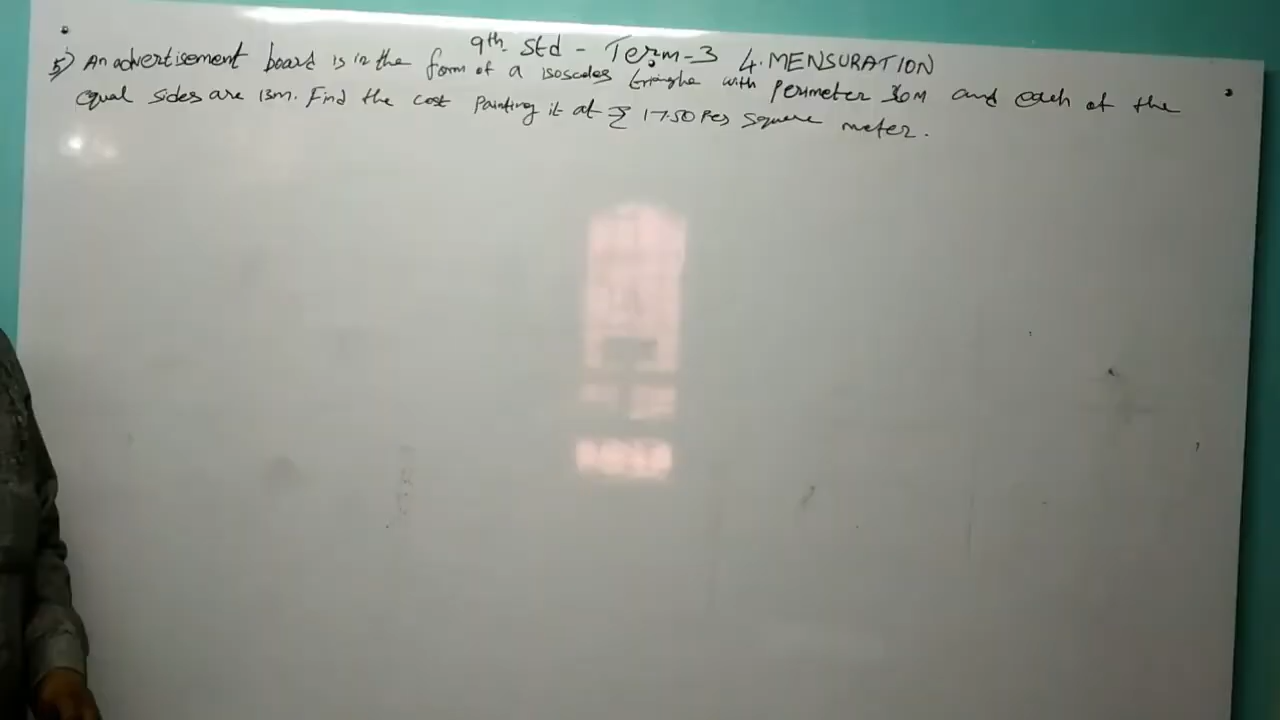 9th Std - Term-3 4. MENSURATION
5) An advertisement board is in the form of a isosceles triangle with perimeter 36M and each of the
equal sides are 13m. Find the cost painting it at ₹ 17.50 Per square meter.